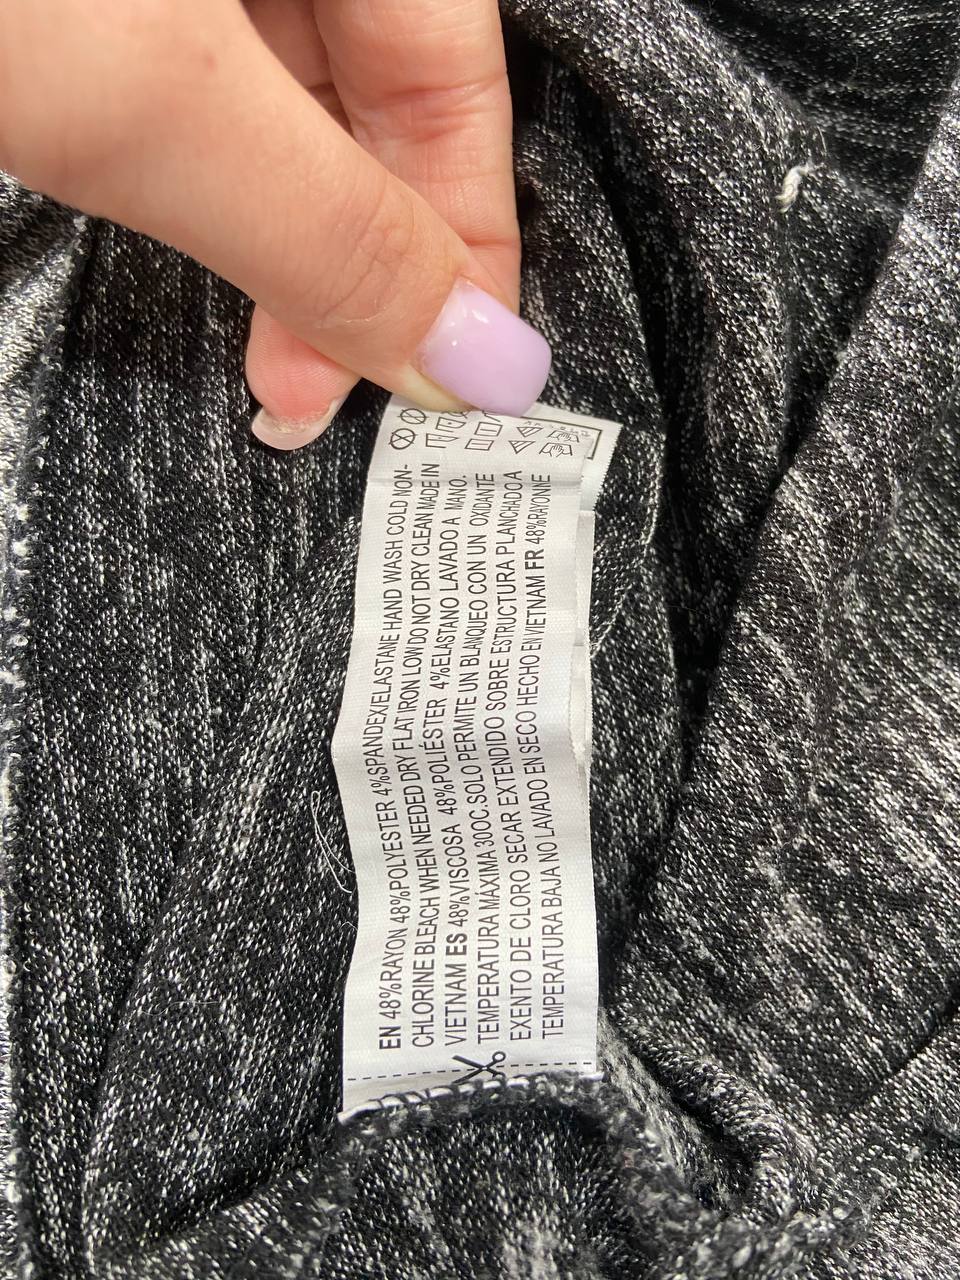 EN 48%RAYON 48%POLYESTER 4%SPANDEX/ELASTANE HAND WASH COLD NON-
CHLORINE BLEACH WHEN NEEDED DRY FLAT IRON LOW DO NOT DRY CLEAN MADE IN
VIETNAM ES 48%VISCOSA 48%POLIÉSTER 4%ELASTANO LAVADO A MANO.
TEMPERATURA MÁXIMA 30OC.SOLO PERMITE UN BLANQUEO CON UN OXIDANTE
EXENTO DE CLORO SECAR EXTENDIDO SOBRE ESTRUCTURA PLANCHADO A
TEMPERATURA BAJA NO LAVADO EN SECO HECHO EN VIETNAM FR 48%RAYONNE